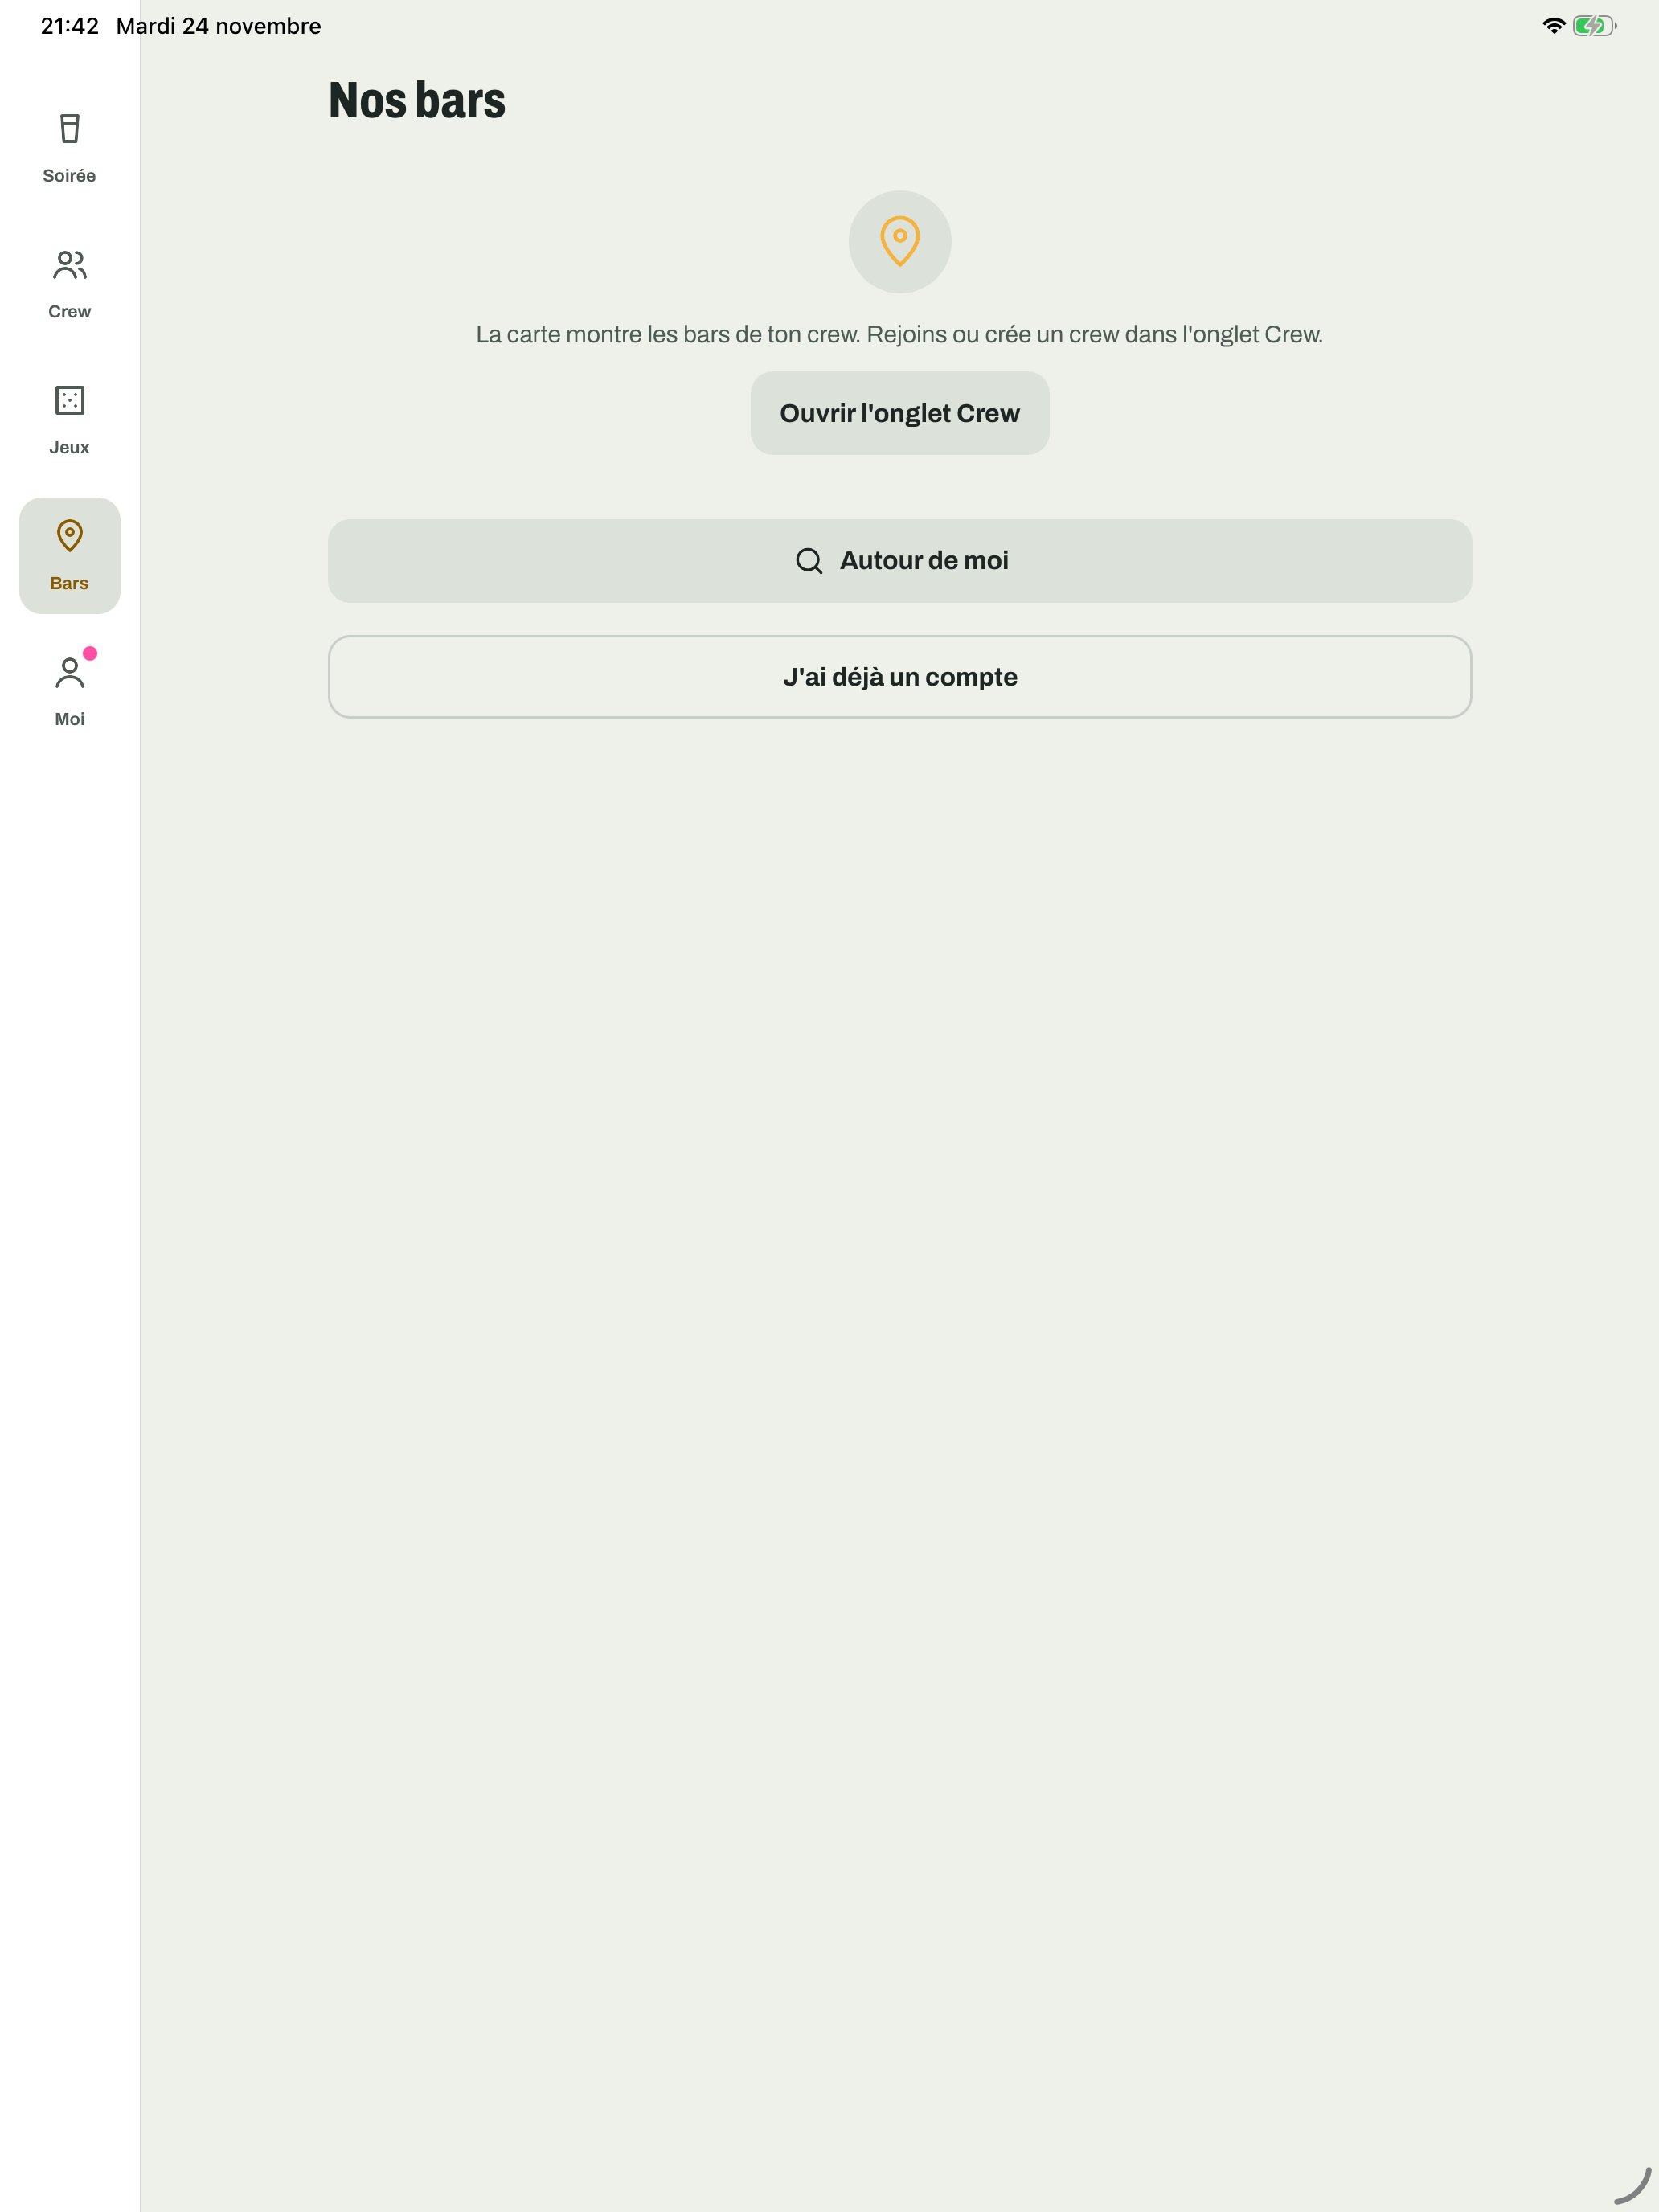 21:42 Mardi 24 novembre
Soirée
Crew
Jeux
Bars
Moi
Nos bars
La carte montre les bars de ton crew. Rejoins ou crée un crew dans l'onglet Crew.
Ouvrir l'onglet Crew
Autour de moi
J'ai déjà un compte